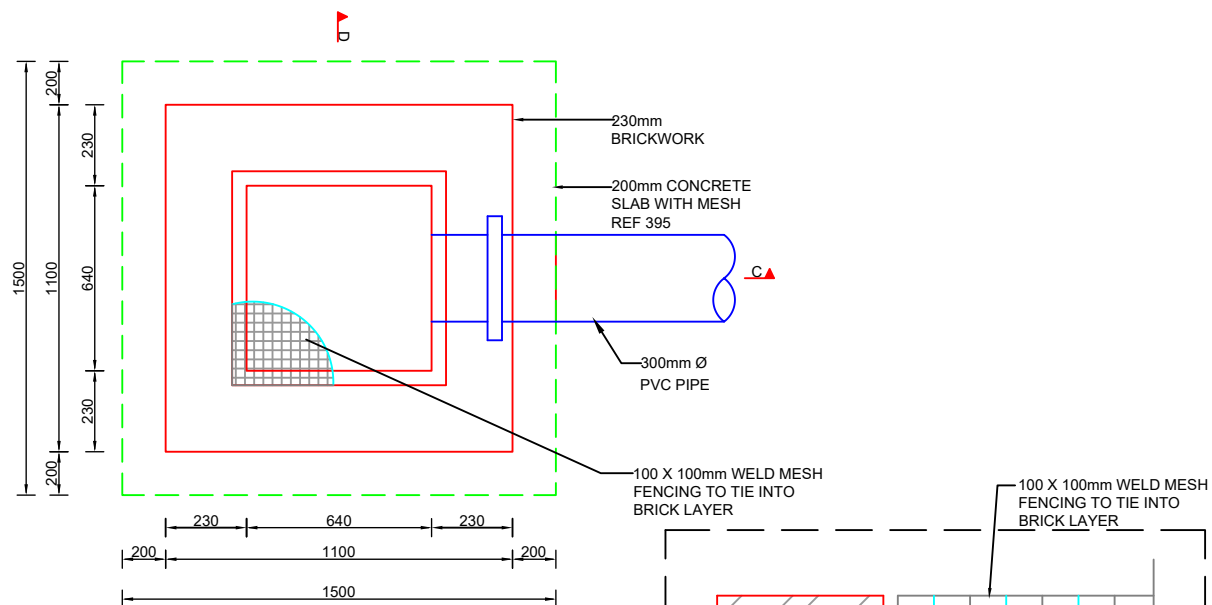 D
200
230
1500
1100
640
230
200
230mm
BRICKWORK
200mm CONCRETE
SLAB WITH MESH
REF 395
C
300mm Ø
PVC PIPE
100 X 100mm WELD MESH
FENCING TO TIE INTO
BRICK LAYER
100 X 100mm WELD MESH
FENCING TO TIE INTO
BRICK LAYER
230 640 230
200 1100 200
1500